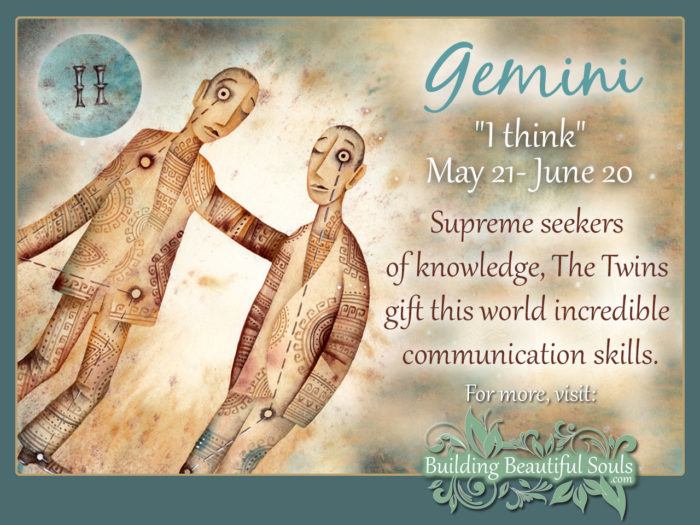 Gemini
"I think"
May 21- June 20
Supreme seekers
of knowledge, The Twins
gift this world incredible
communication skills.
For more, visit:
Building Beautiful Souls
.com